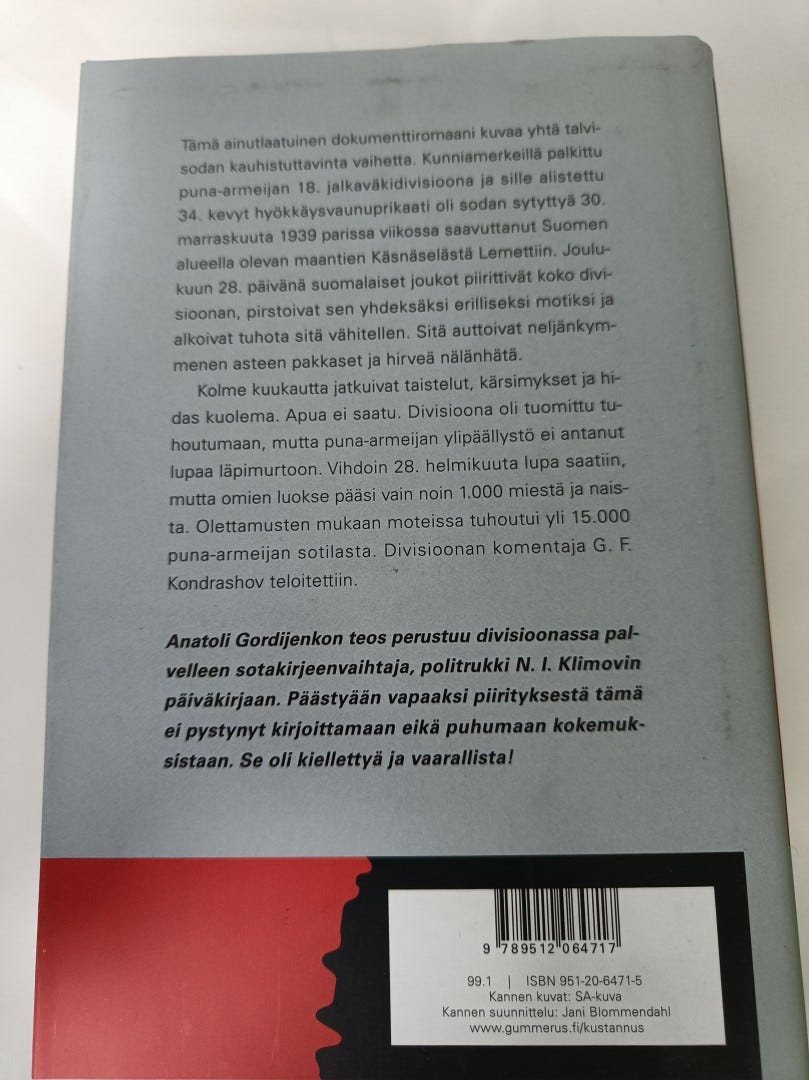 Tämä ainutlaatuinen dokumenttiromaani kuvaa yhtä talvi-
sodan kauhistuttavinta vaihetta. Kunniamerkeillä palkittu
puna-armeijan 18. jalkaväkidivisioona ja sille alistettu
34. kevyt hyökkäysvaunuprikaati oli sodan sytyttyä 30.
marraskuuta 1939 parissa viikossa saavuttanut Suomen
alueella olevan maantien Käsnäselästä Lemettiin. Joulu-
kuun 28. päivänä suomalaiset joukot piirittivät koko divi-
sioonan, pirstoivat sen yhdeksäksi erilliseksi motiksi ja
alkoivat tuhota sitä vähitellen. Sitä auttoivat neljänkym-
menen asteen pakkaset ja hirveä nälänhätä.
Kolme kuukautta jatkuivat taistelut, kärsimykset ja hi-
das kuolema. Apua ei saatu. Divisioona oli tuomittu tu-
houtumaan, mutta puna-armeijan ylipäällystö ei antanut
lupaa läpimurtoon. Vihdoin 28. helmikuuta lupa saatiin,
mutta omien luokse pääsi vain noin 1.000 miestä ja nais-
ta. Olettamusten mukaan moteissa tuhoutui yli 15.000
puna-armeijan sotilasta. Divisioonan komentaja G. F.
Kondrashov teloitettiin.
Anatoli Gordijenkon teos perustuu divisioonassa pal-
velleen sotakirjeenvaihtaja, politrukki N. I. Klimovin
päiväkirjaan. Päästyään vapaaksi piirityksestä tämä
ei pystynyt kirjoittamaan eikä puhumaan kokemuk-
sistaan. Se oli kiellettyä ja vaarallista!
9 789512 064717
99.1 | ISBN 951-20-6471-5
Kannen kuvat: SA-kuva
Kannen suunnittelu: Jani Blommendahl
www.gummerus.fi/kustannus